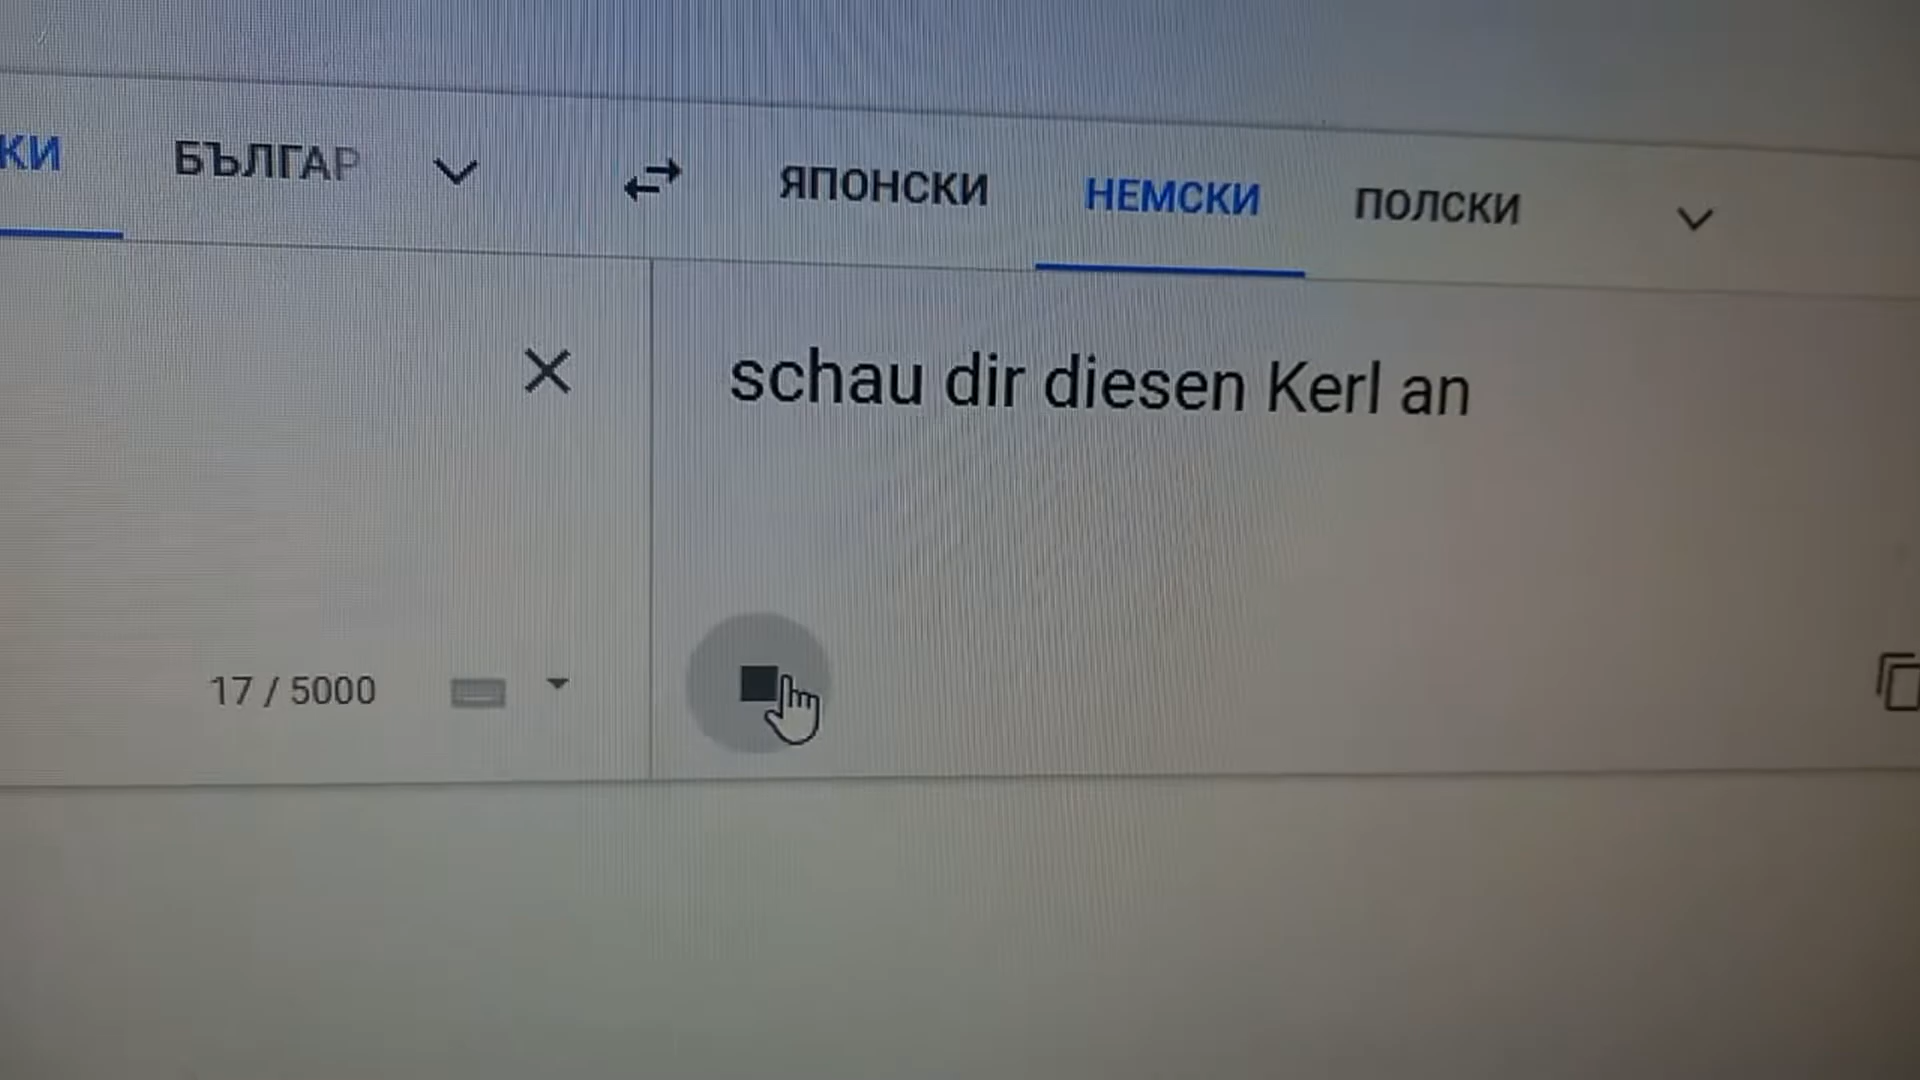 КИ БЪЛГАР ЯПОНСКИ НЕМСКИ ПОЛСКИ
schau dir diesen Kerl an
17 / 5000